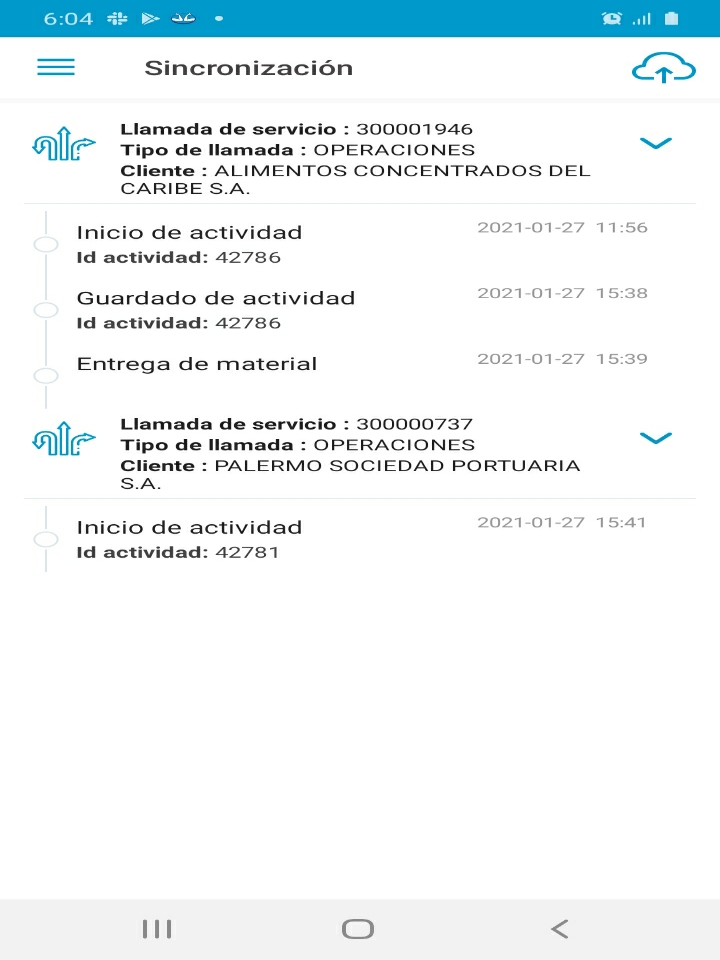 6:04
Sincronización
Llamada de servicio : 300001946
Tipo de llamada : OPERACIONES
Cliente : ALIMENTOS CONCENTRADOS DEL
CARIBE S.A.
Inicio de actividad 2021-01-27 11:56
Id actividad: 42786
Guardado de actividad 2021-01-27 15:38
Id actividad: 42786
Entrega de material 2021-01-27 15:39
Llamada de servicio : 300000737
Tipo de llamada : OPERACIONES
Cliente : PALERMO SOCIEDAD PORTUARIA
S.A.
Inicio de actividad 2021-01-27 15:41
Id actividad: 42781